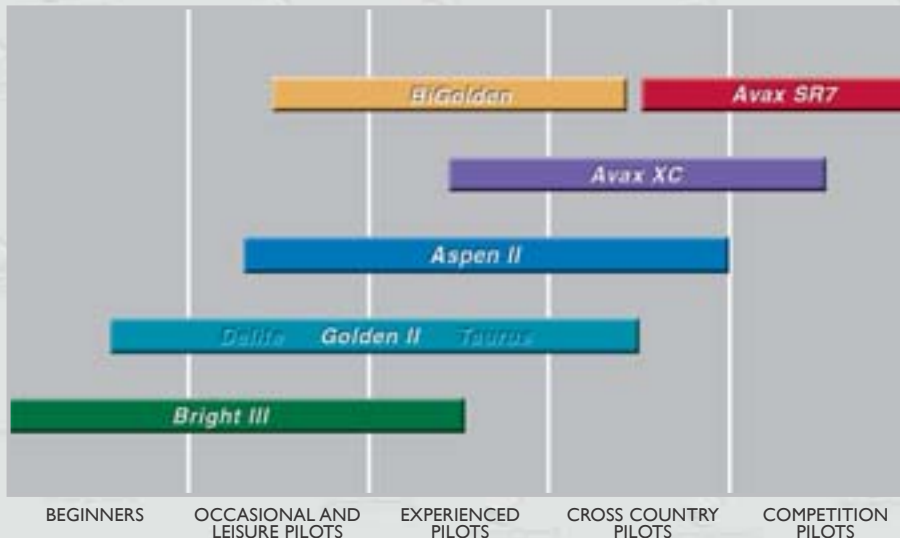 BiGolden
Avax SR7
Avax XC
Aspen II
Delite Golden II Taurus
Bright III
BEGINNERS
OCCASIONAL AND
LEISURE PILOTS
EXPERIENCED
PILOTS
CROSS COUNTRY
PILOTS
COMPETITION
PILOTS